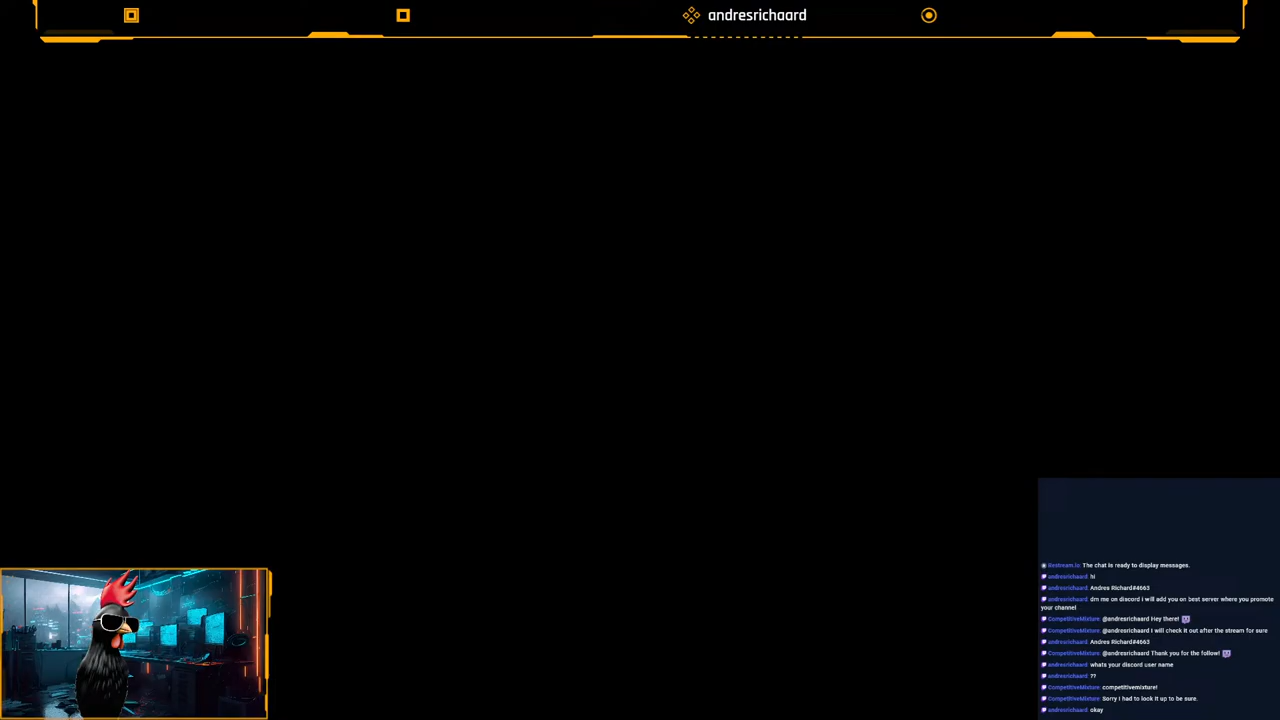 andresrichaard
Restream.io: The chat is ready to display messages.
andresrichaard: hi
andresrichaard: Andres Richard#4663
andresrichaard: dm me on discord i will add you on best server where you promote
your channel
CompetitiveMixture: @andresrichaard Hey there!
CompetitiveMixture: @andresrichaard I will check it out after the stream for sure
andresrichaard: Andres Richard#4663
CompetitiveMixture: @andresrichaard Thank you for the follow!
andresrichaard: whats your discord user name
andresrichaard: ??
CompetitiveMixture: competitivemixture!
CompetitiveMixture: Sorry I had to look it up to be sure.
andresrichaard: okay